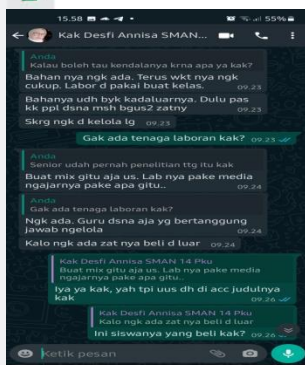 15.58
55%
Kak Desfi Annisa SMAN...
Anda
Kalau boleh tau kendalanya krna apa ya kak?
Bahan nya ngk ada. Terus wkt nya ngk
cukup. Labor d pakai buat kelas.
09.23
Bahanya udh byk kadaluarnya. Dulu pas
kk ppl dsna msh bgus2 zatny
09.23
Skrg ngk d kelola lg
09.23
Gak ada tenaga laboran kak?
09.23
Anda
Senior udah pernah penelitian ttg itu kak
Buat mix gitu aja us. Lab nya pake media
ngajarnya pake apa gitu..
09.24
Anda
Gak ada tenaga laboran kak?
Ngk ada. Guru dsna aja yg bertanggung
jawab ngelola
09.24
Kalo ngk ada zat nya beli d luar
09.24
Kak Desfi Annisa SMAN 14 Pku
Buat mix gitu aja us. Lab nya pake media
ngajarnya pake apa gitu..
Iya ya kak, yah tpi uus dh di acc judulnya
kak
09.26
Kak Desfi Annisa SMAN 14 Pku
Kalo ngk ada zat nya beli d luar
Ini siswanya yang beli kak?
09.26
Ketik pesan